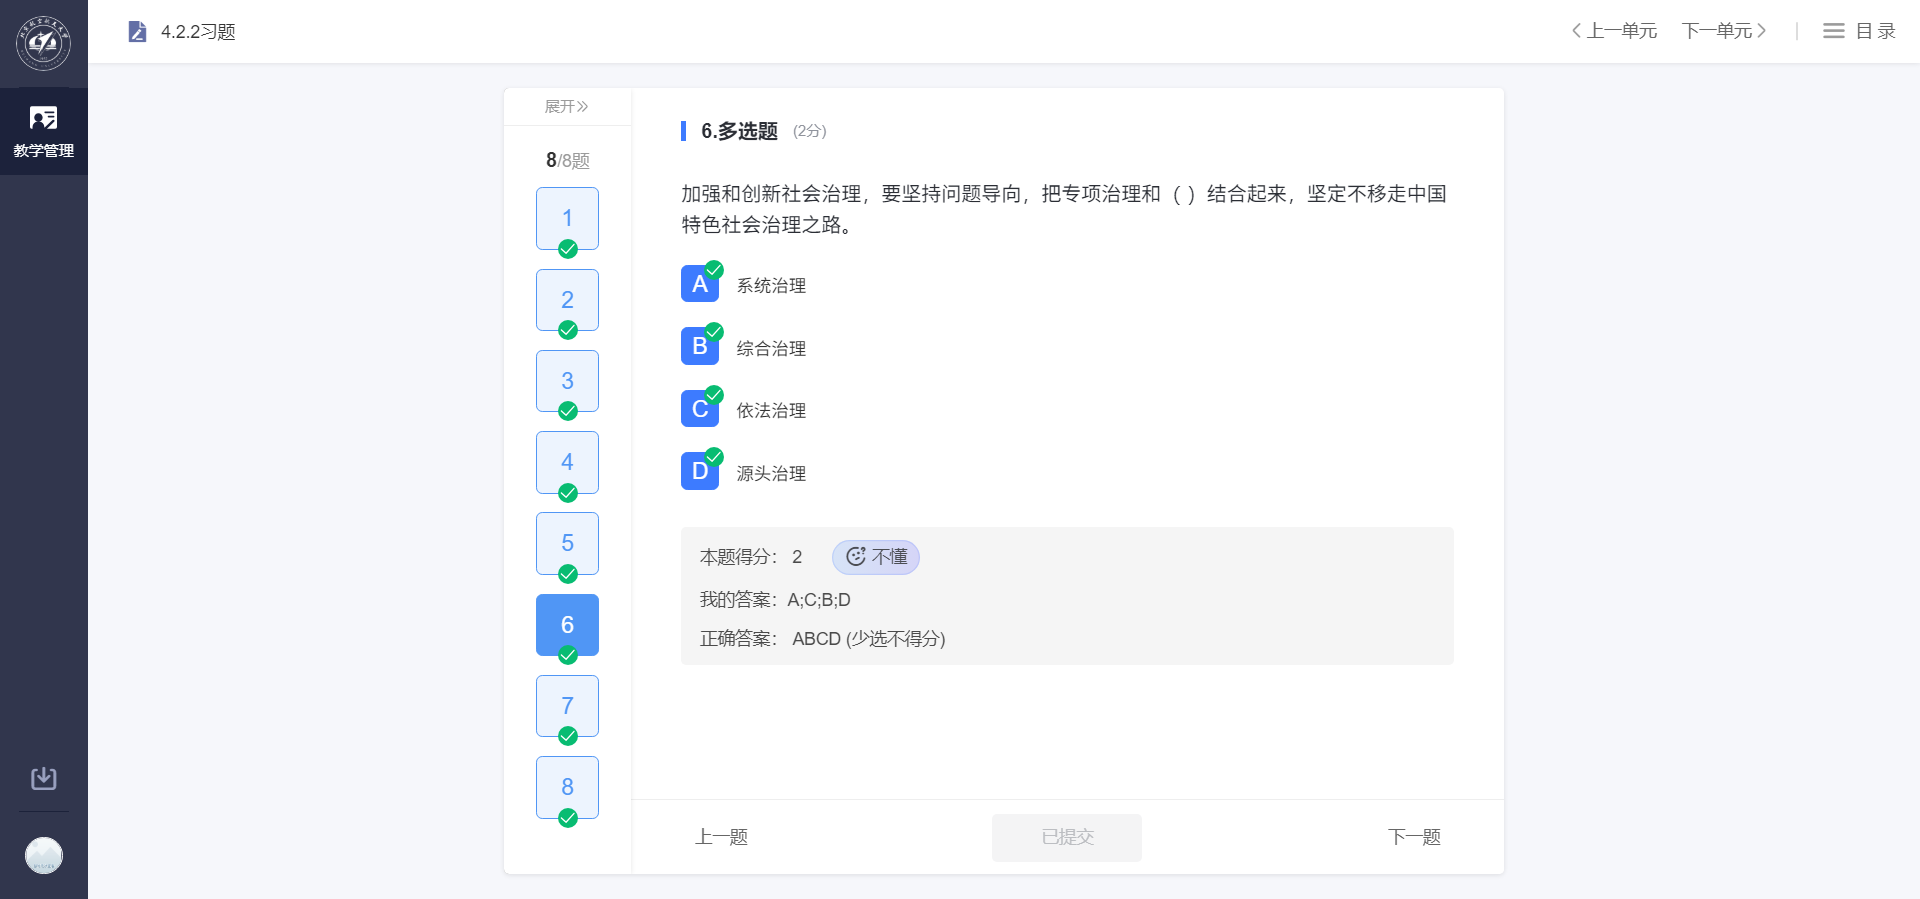 4.2.2习题
上一单元
下一单元
目录
教学管理
展开
8/8题
1
2
3
4
5
6
7
8
6.多选题 (2分)
加强和创新社会治理，要坚持问题导向，把专项治理和（ ）结合起来，坚定不移走中国
特色社会治理之路。
A 系统治理
B 综合治理
C 依法治理
D 源头治理
本题得分： 2 不懂
我的答案：A;C;B;D
正确答案： ABCD (少选不得分)
上一题
已提交
下一题